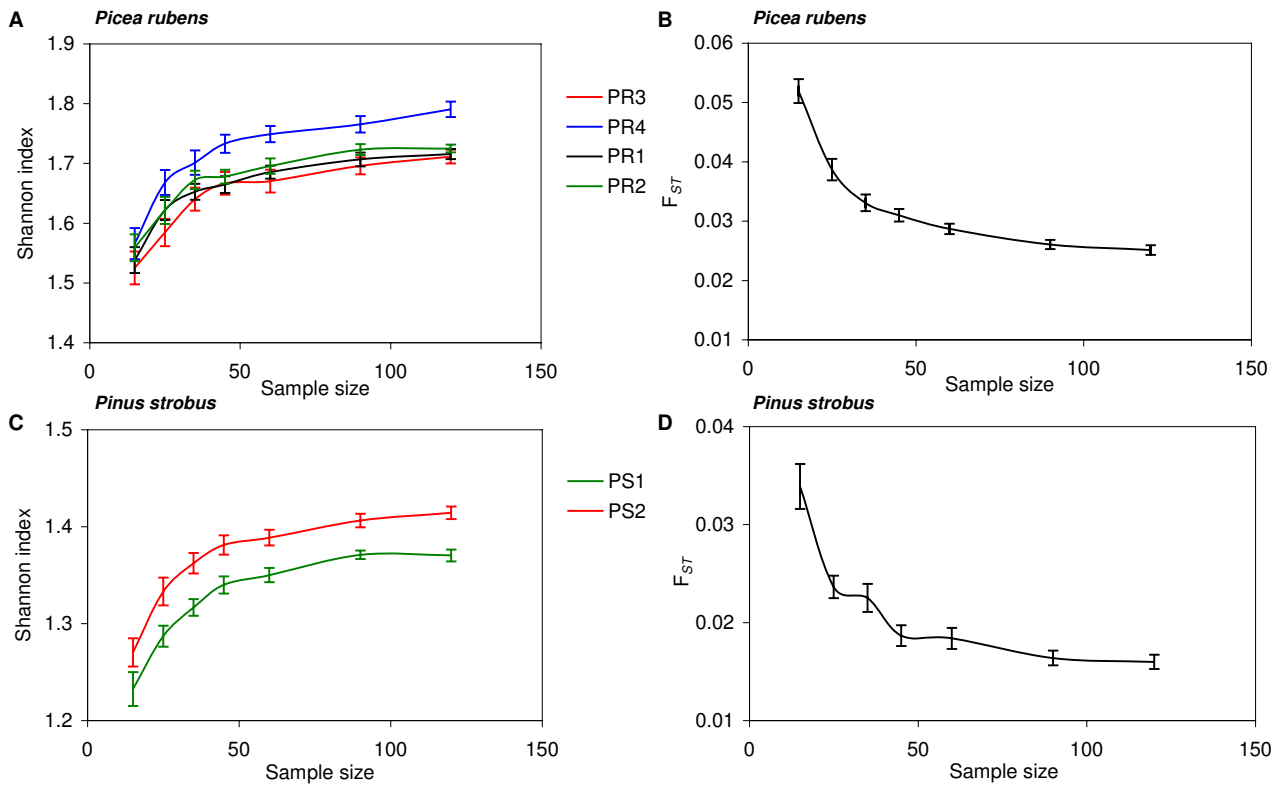 A
Picea rubens
1.9
1.8
1.7
1.6
1.5
1.4
Shannon index
0 50 100 150
Sample size
PR3
PR4
PR1
PR2
B
Picea rubens
0.06
0.05
0.04
0.03
0.02
0.01
FST
0 50 100 150
Sample size
C
Pinus strobus
1.5
1.4
1.3
1.2
Shannon index
0 50 100 150
Sample size
PS1
PS2
D
Pinus strobus
0.04
0.03
0.02
0.01
FST
0 50 100 150
Sample size